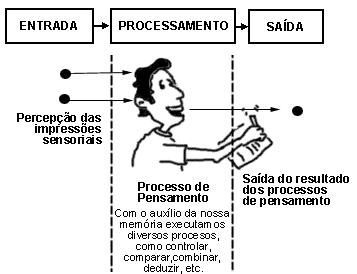 ENTRADA
PROCESSAMENTO
SAÍDA
Percepção das
impressões
sensoriais
Processo de
Pensamento
Com o auxílio da nossa
memória executamos
diversos procesos,
como controlar,
comparar,combinar,
deduzir, etc.
Saída do resultado
dos processos
de pensamento